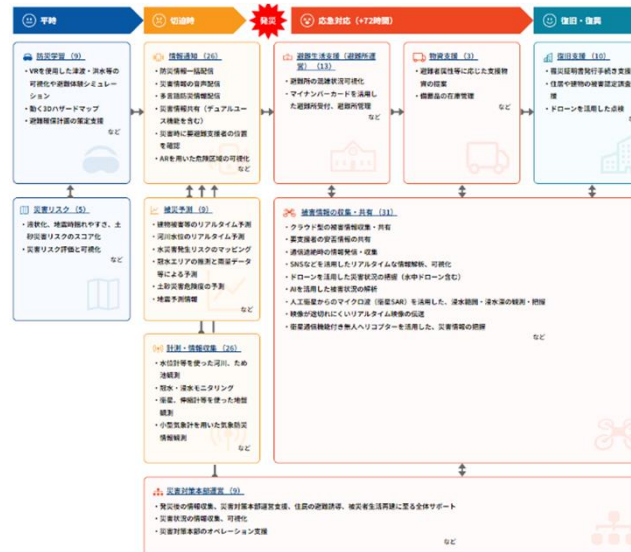 平時
切迫時
発災
応急対応（+72時間）
復旧・復興
防災学習（9）
・VRを使用した津波・洪水等の
可視化や避難体験シミュレー
ション
・動く3Dハザードマップ
・避難確保計画の策定支援
など
情報通知（26）
・防災情報一括配信
・災害情報の音声配信
・多言語防災情報配信
・災害情報共有（デュアルユー
ス機能を含む）
・災害時に要避難支援者の位置
を確認
・ARを用いた危険区域の可視化
など
避難生活支援（避難所運
営）（13）
・避難所の混雑状況可視化
・マイナンバーカードを活用し
た避難所受付、避難所管理
など
物資支援（3）
・避難者属性等に応じた支援物
資の提案
・備蓄品の在庫管理
など
復旧支援（10）
・罹災証明書発行手続き支援
・住居や建物の被害認定調査
援
・ドローンを活用した点検
など
災害リスク（5）
・液状化、地震時揺れやすさ、土
砂災害リスクのスコア化
・災害リスク評価と可視化
など
被災予測（9）
・建物被害等のリアルタイム予測
・河川水位のリアルタイム予測
・水災害発生リスクのマッピング
・冠水エリアの推測と雨量データ
等による予測
・土砂災害危険度の予測
・地震予測情報
など
被害情報の収集・共有（31）
・クラウド型の被害情報収集・共有
・要支援者の安否情報の共有
・通信途絶時の情報発信・収集
・SNSなどを活用したリアルタイムな情報解析、可視化
・ドローンを活用した災害状況の把握（水中ドローン含む）
・AIを活用した被害状況の解析
・人工衛星からのマイクロ波（衛星SAR）を活用した、浸水範囲・浸水深の観測・把握
・映像が途切れにくいリアルタイム映像の伝送
・衛星通信機能付き無人ヘリコプターを活用した、災害情報の把握
など
計測・情報収集（26）
・水位計等を使った河川、ため
池観測
・冠水・浸水モニタリング
・衛星、伸縮計等を使った地盤
観測
・小型気象計を用いた気象防災
情報観測
など
災害対策本部運営（9）
・発災後の情報収集、災害対策本部運営支援、住居の避難誘導、被災者生活再建に至る全体サポート
・災害状況の情報収集、可視化
・災害対策本部のオペレーション支援
など